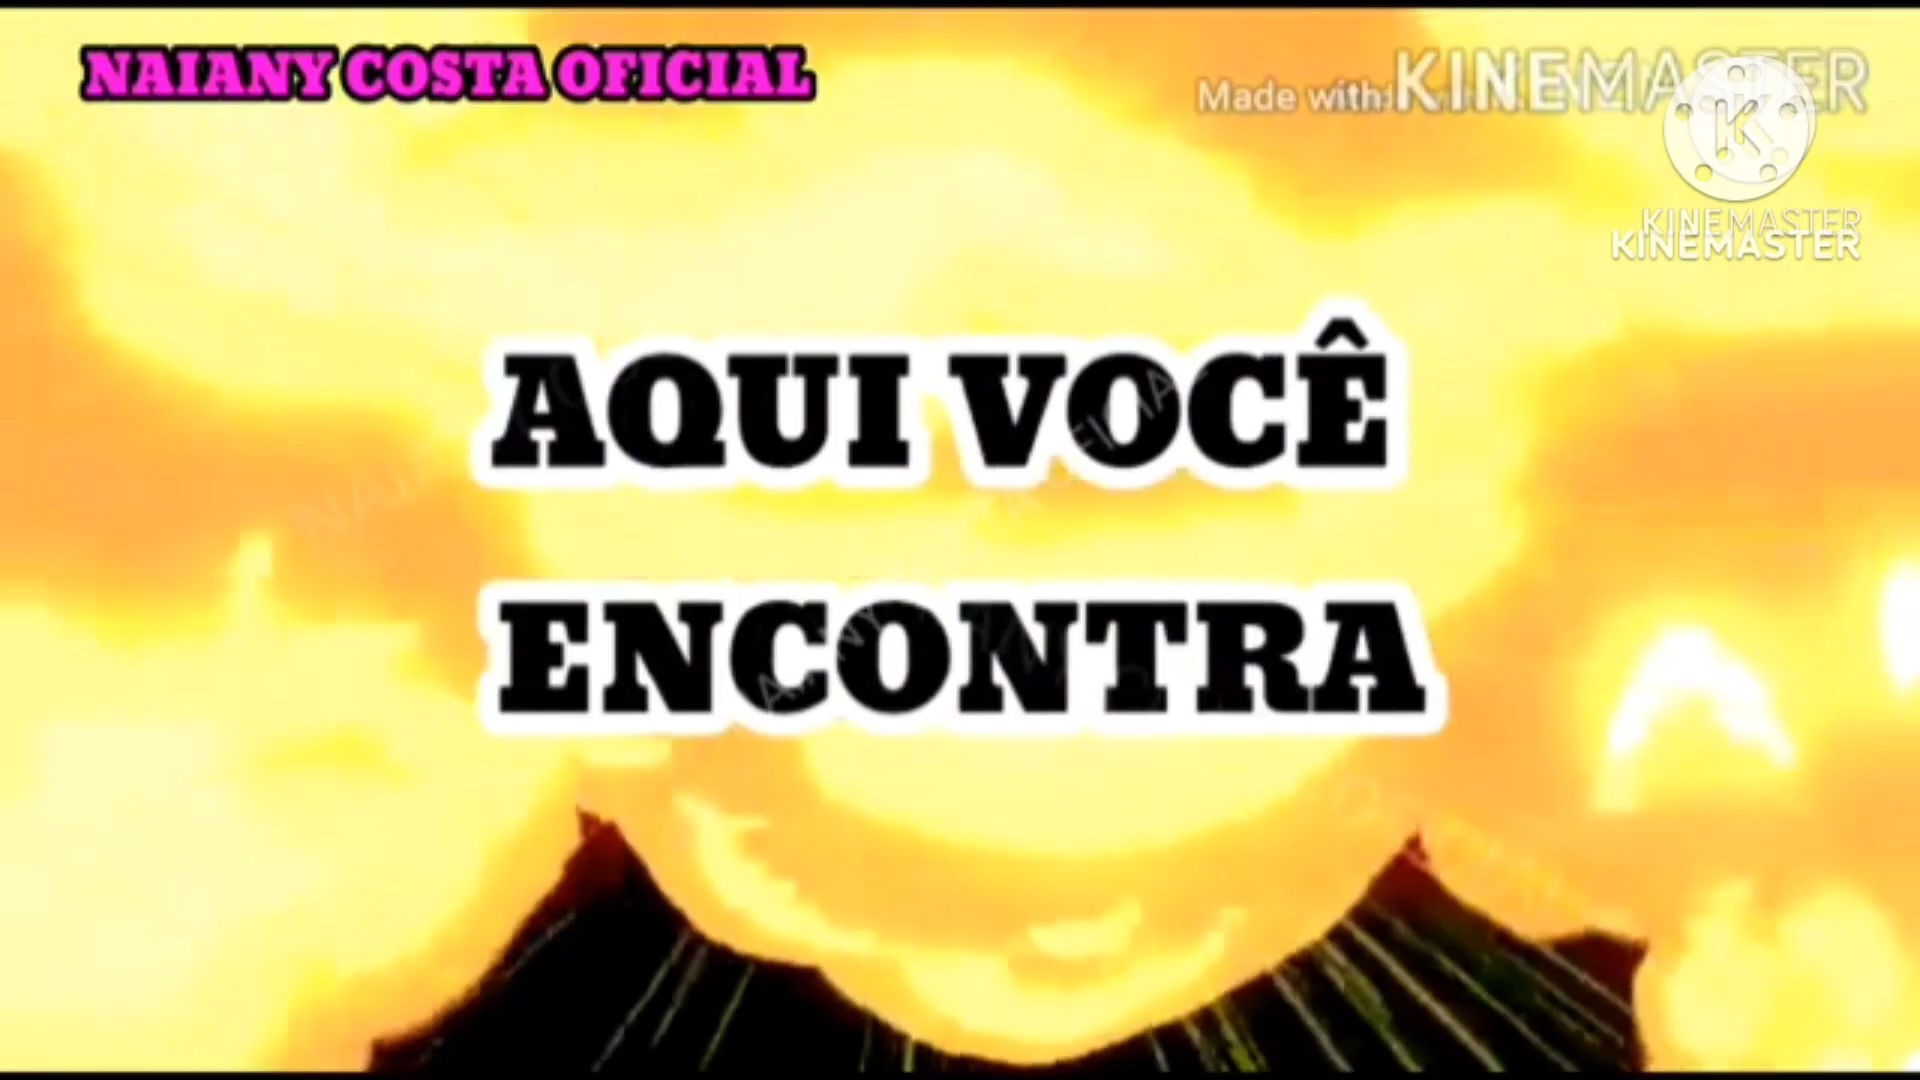 NAIANY COSTA OFICIAL
Made with KINEMASTER
KINEMASTER
KINEMASTER
AQUI VOCÊ
ENCONTRA